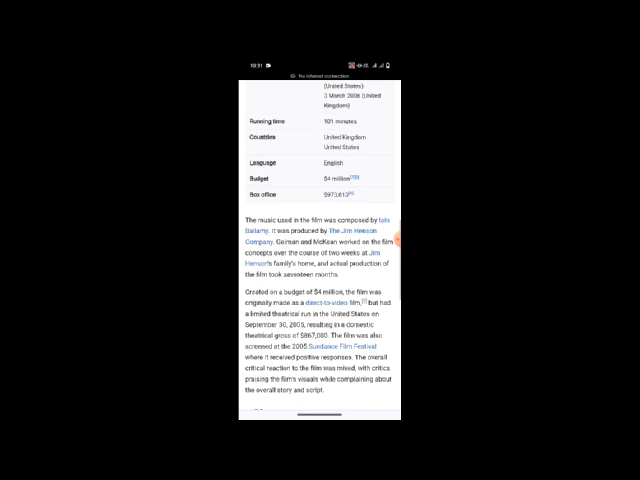 10:31
No internet connection
(United States)
3 March 2006 (United
Kingdom)
Running time 101 minutes
Countries United Kingdom
United States
Language English
Budget $4 million
Box office $973,613
The music used in the film was composed by Iain
Ballamy. It was produced by The Jim Henson
Company. Gaiman and McKean worked on the film
concepts over the course of two weeks at Jim
Henson's family's home, and actual production of
the film took seventeen months.
Created on a budget of $4 million, the film was
originally made as a direct-to-video film, but had
a limited theatrical run in the United States on
September 30, 2005, resulting in a domestic
theatrical gross of $867,000. The film was also
screened at the 2005 Sundance Film Festival
where it received positive responses. The overall
critical reaction to the film was mixed, with critics
praising the film's visuals while complaining about
the overall story and script.